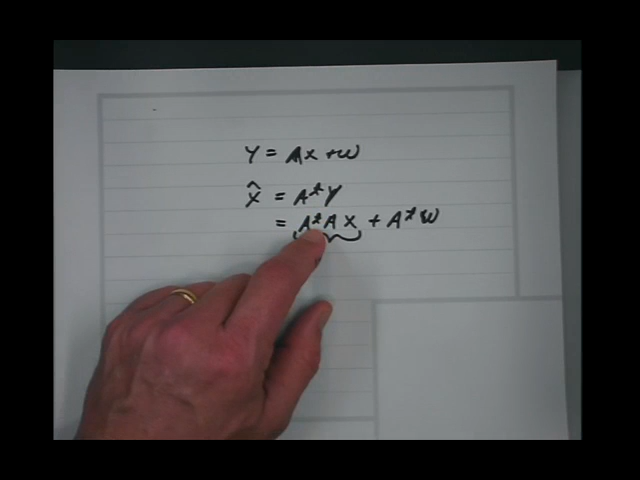 Y = AX + W
X̂ = A†Y
= A†AX + A†W